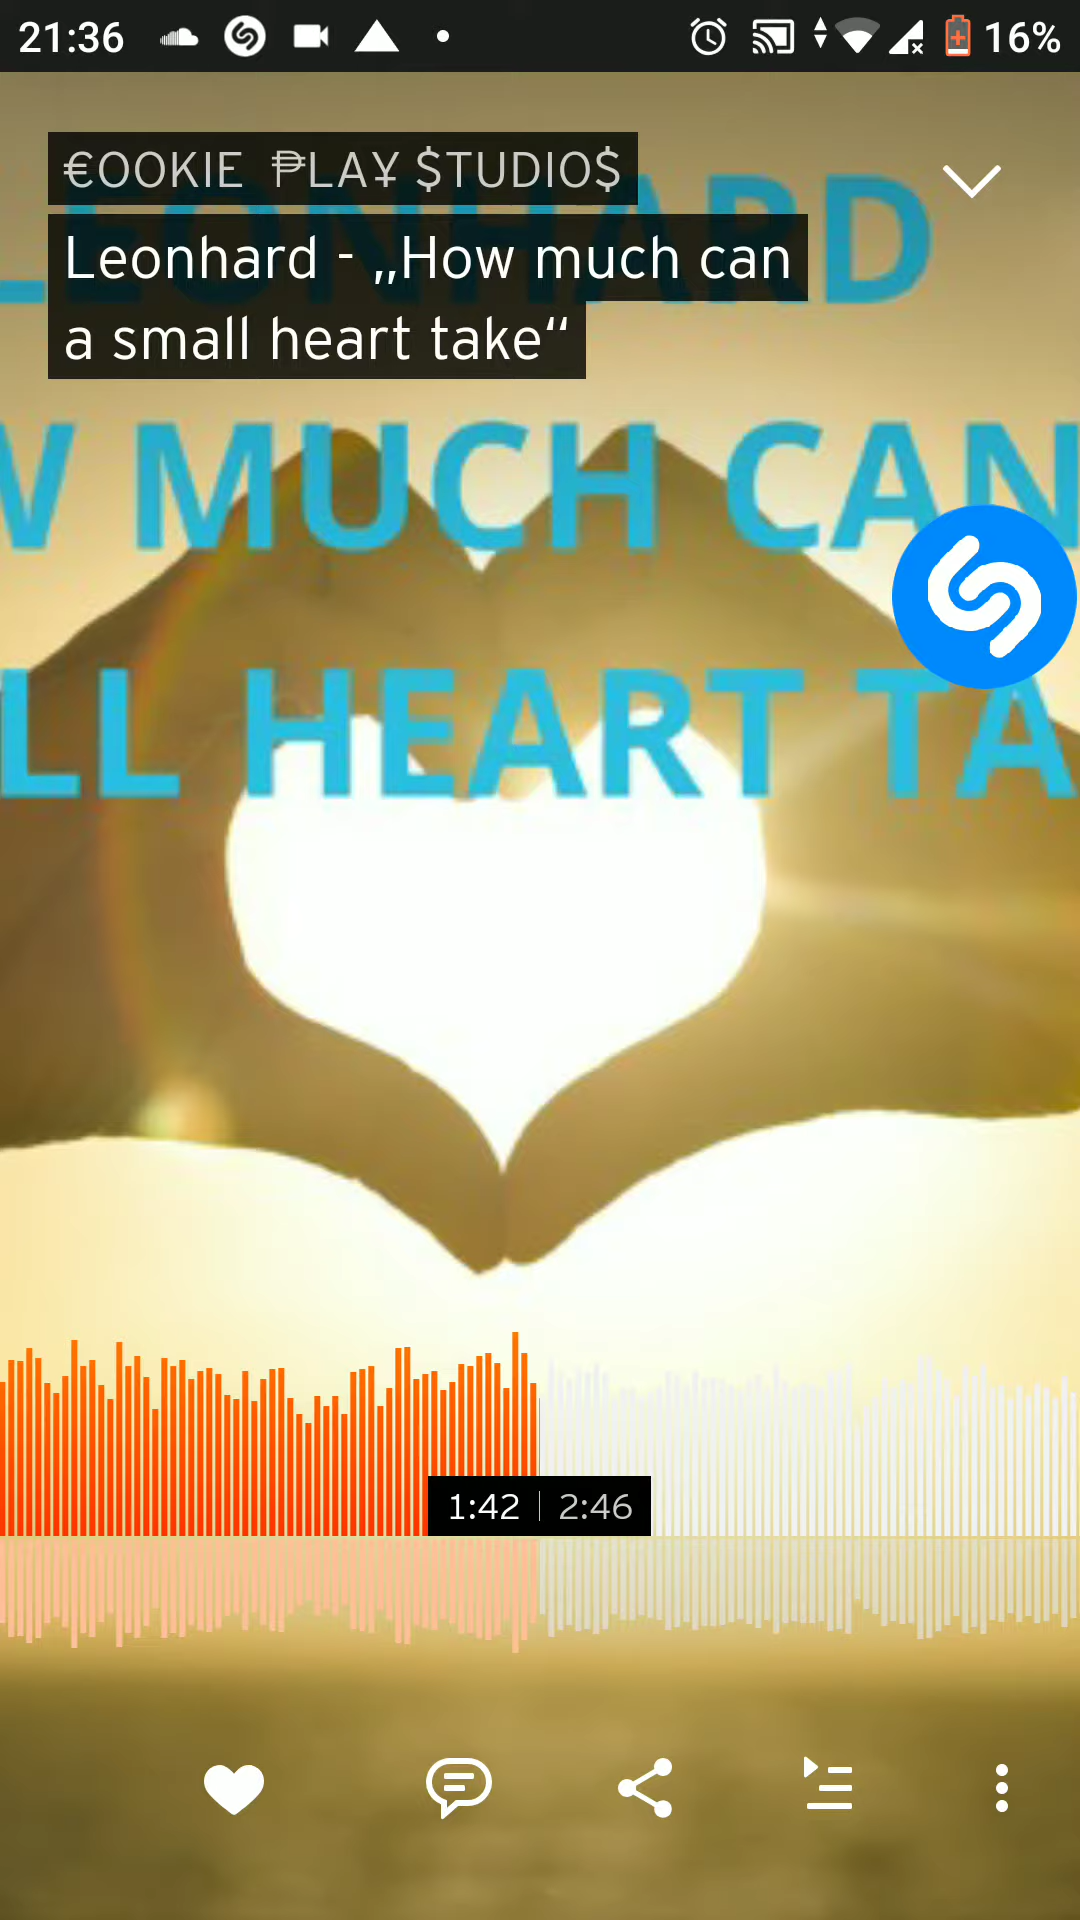 21:36
16%
€OOKIE ₱LA¥ $TUDIO$
LEONHARD
Leonhard - „How much can
a small heart take“
W MUCH CAN
LL HEART TA
1:42 | 2:46